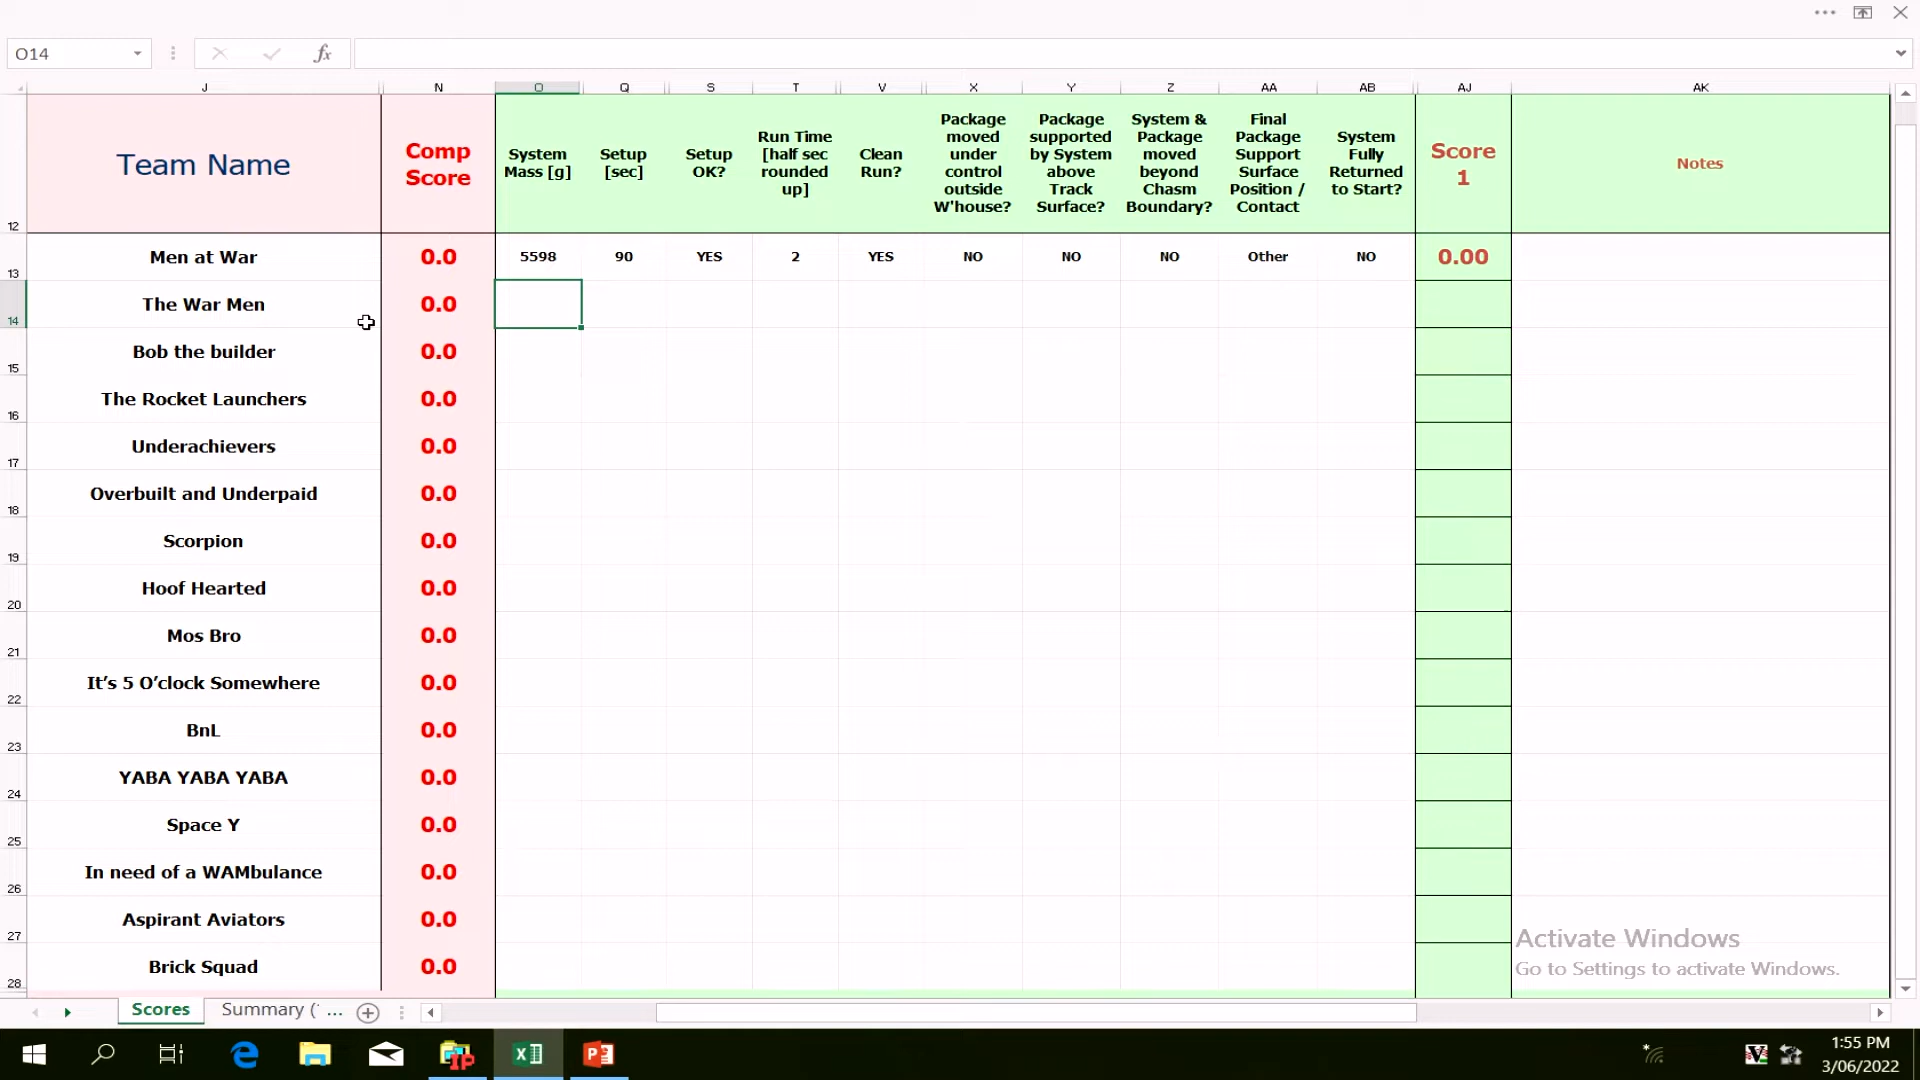 O14
fx
J N O Q S T V X Y Z AA AB AJ AK
12
Team Name
Comp
Score
System
Mass [g]
Setup
[sec]
Setup
OK?
Run Time
[half sec
rounded
up]
Clean
Run?
Package
moved
under
control
outside
W'house?
Package
supported
by System
above
Track
Surface?
System &
Package
moved
beyond
Chasm
Boundary?
Final
Package
Support
Surface
Position /
Contact
System
Fully
Returned
to Start?
Score
1
Notes
13 Men at War 0.0 5598 90 YES 2 YES NO NO NO Other NO 0.00
14 The War Men 0.0
15 Bob the builder 0.0
16 The Rocket Launchers 0.0
17 Underachievers 0.0
18 Overbuilt and Underpaid 0.0
19 Scorpion 0.0
20 Hoof Hearted 0.0
21 Mos Bro 0.0
22 It’s 5 O’clock Somewhere 0.0
23 BnL 0.0
24 YABA YABA YABA 0.0
25 Space Y 0.0
26 In need of a WAMbulance 0.0
27 Aspirant Aviators 0.0
28 Brick Squad 0.0
Activate Windows
Go to Settings to activate Windows.
Scores Summary (' ...
1:55 PM
3/06/2022